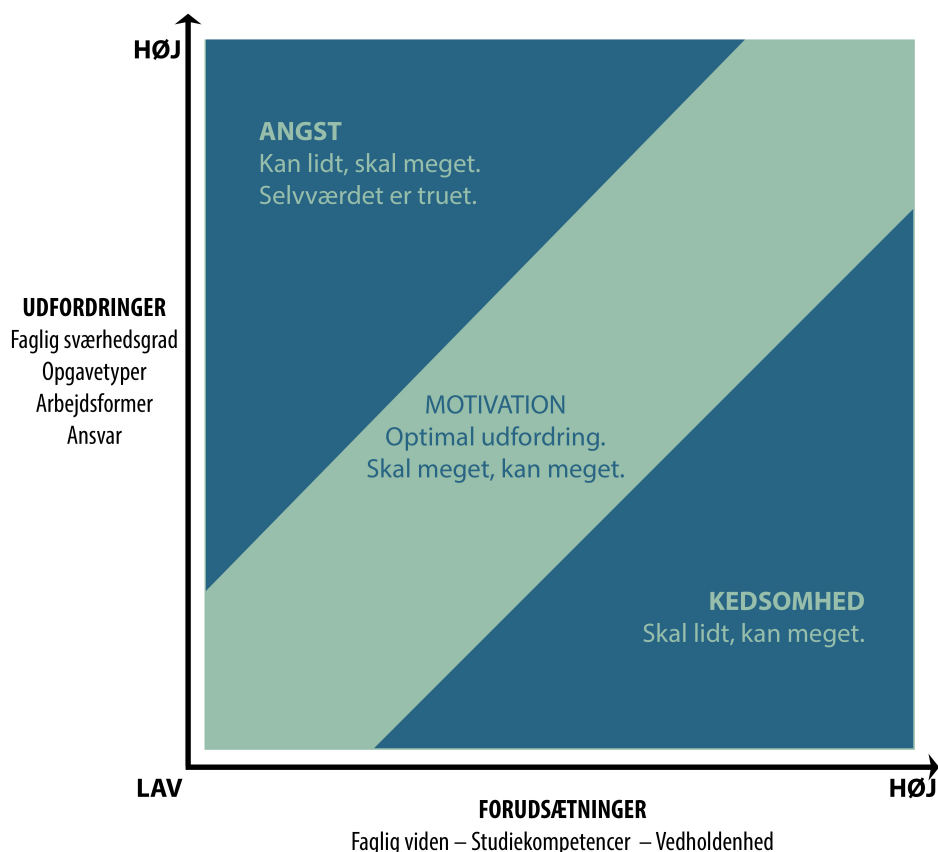 HØJ
ANGST
Kan lidt, skal meget.
Selvværdet er truet.
UDFORDRINGER
Faglig sværhedsgrad
Opgavetyper
Arbejdsformer
Ansvar
MOTIVATION
Optimal udfordring.
Skal meget, kan meget.
KEDSOMHED
Skal lidt, kan meget.
LAV
HØJ
FORUDSÆTNINGER
Faglig viden – Studiekompetencer – Vedholdenhed